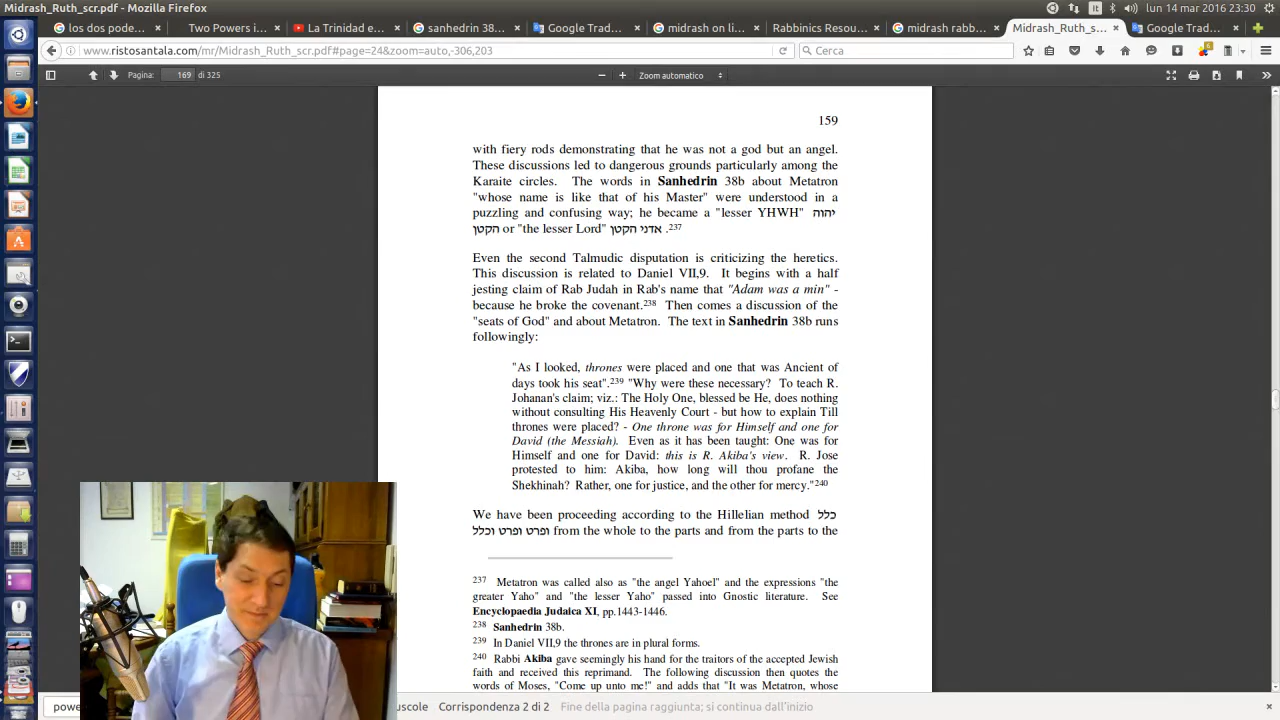 Midrash_Ruth_scr.pdf - Mozilla Firefox
It
lun 14 mar 2016 23:30
los dos poder...
Two Powers i...
La Trinidad e...
sanhedrin 38...
Google Trad...
midrash on li...
Rabbinics Resou...
midrash rabb...
Midrash_Ruth_s...
Google Trad...
www.ristosantala.com/mr/Midrash_Ruth_scr.pdf#page=24&zoom=auto,-306,203
Cerca
6
Pagina: 169 di 325
Zoom automatico
159
with fiery rods demonstrating that he was not a god but an angel.
These discussions led to dangerous grounds particularly among the
Karaite circles. The words in Sanhedrin 38b about Metatron
"whose name is like that of his Master" were understood in a
puzzling and confusing way; he became a "lesser YHWH" יהוה
הקטן or "the lesser Lord" אדני הקטן .237
Even the second Talmudic disputation is criticizing the heretics.
This discussion is related to Daniel VII,9. It begins with a half
jesting claim of Rab Judah in Rab's name that "Adam was a min" -
because he broke the covenant.238 Then comes a discussion of the
"seats of God" and about Metatron. The text in Sanhedrin 38b runs
followingly:
"As I looked, thrones were placed and one that was Ancient of
days took his seat".239 "Why were these necessary? To teach R.
Johanan's claim; viz.: The Holy One, blessed be He, does nothing
without consulting His Heavenly Court - but how to explain Till
thrones were placed? - One throne was for Himself and one for
David (the Messiah). Even as it has been taught: One was for
Himself and one for David: this is R. Akiba's view. R. Jose
protested to him: Akiba, how long will thou profane the
Shekhinah? Rather, one for justice, and the other for mercy."240
We have been proceeding according to the Hillelian method כלל
ופרט ופרט וכלל from the whole to the parts and from the parts to the
237 Metatron was called also as "the angel Yahoel" and the expressions "the
greater Yaho" and "the lesser Yaho" passed into Gnostic literature. See
Encyclopaedia Judaica XI, pp.1443-1446.
238 Sanhedrin 38b.
239 In Daniel VII,9 the thrones are in plural forms.
240 Rabbi Akiba gave seemingly his hand for the traitors of the accepted Jewish
faith and received this reprimand. The following discussion then quotes the
words of Moses, "Come up unto me!" and adds that "It was Metatron, whose
powe
uscole Corrispondenza 2 di 2 Fine della pagina raggiunta; si continua dall'inizio